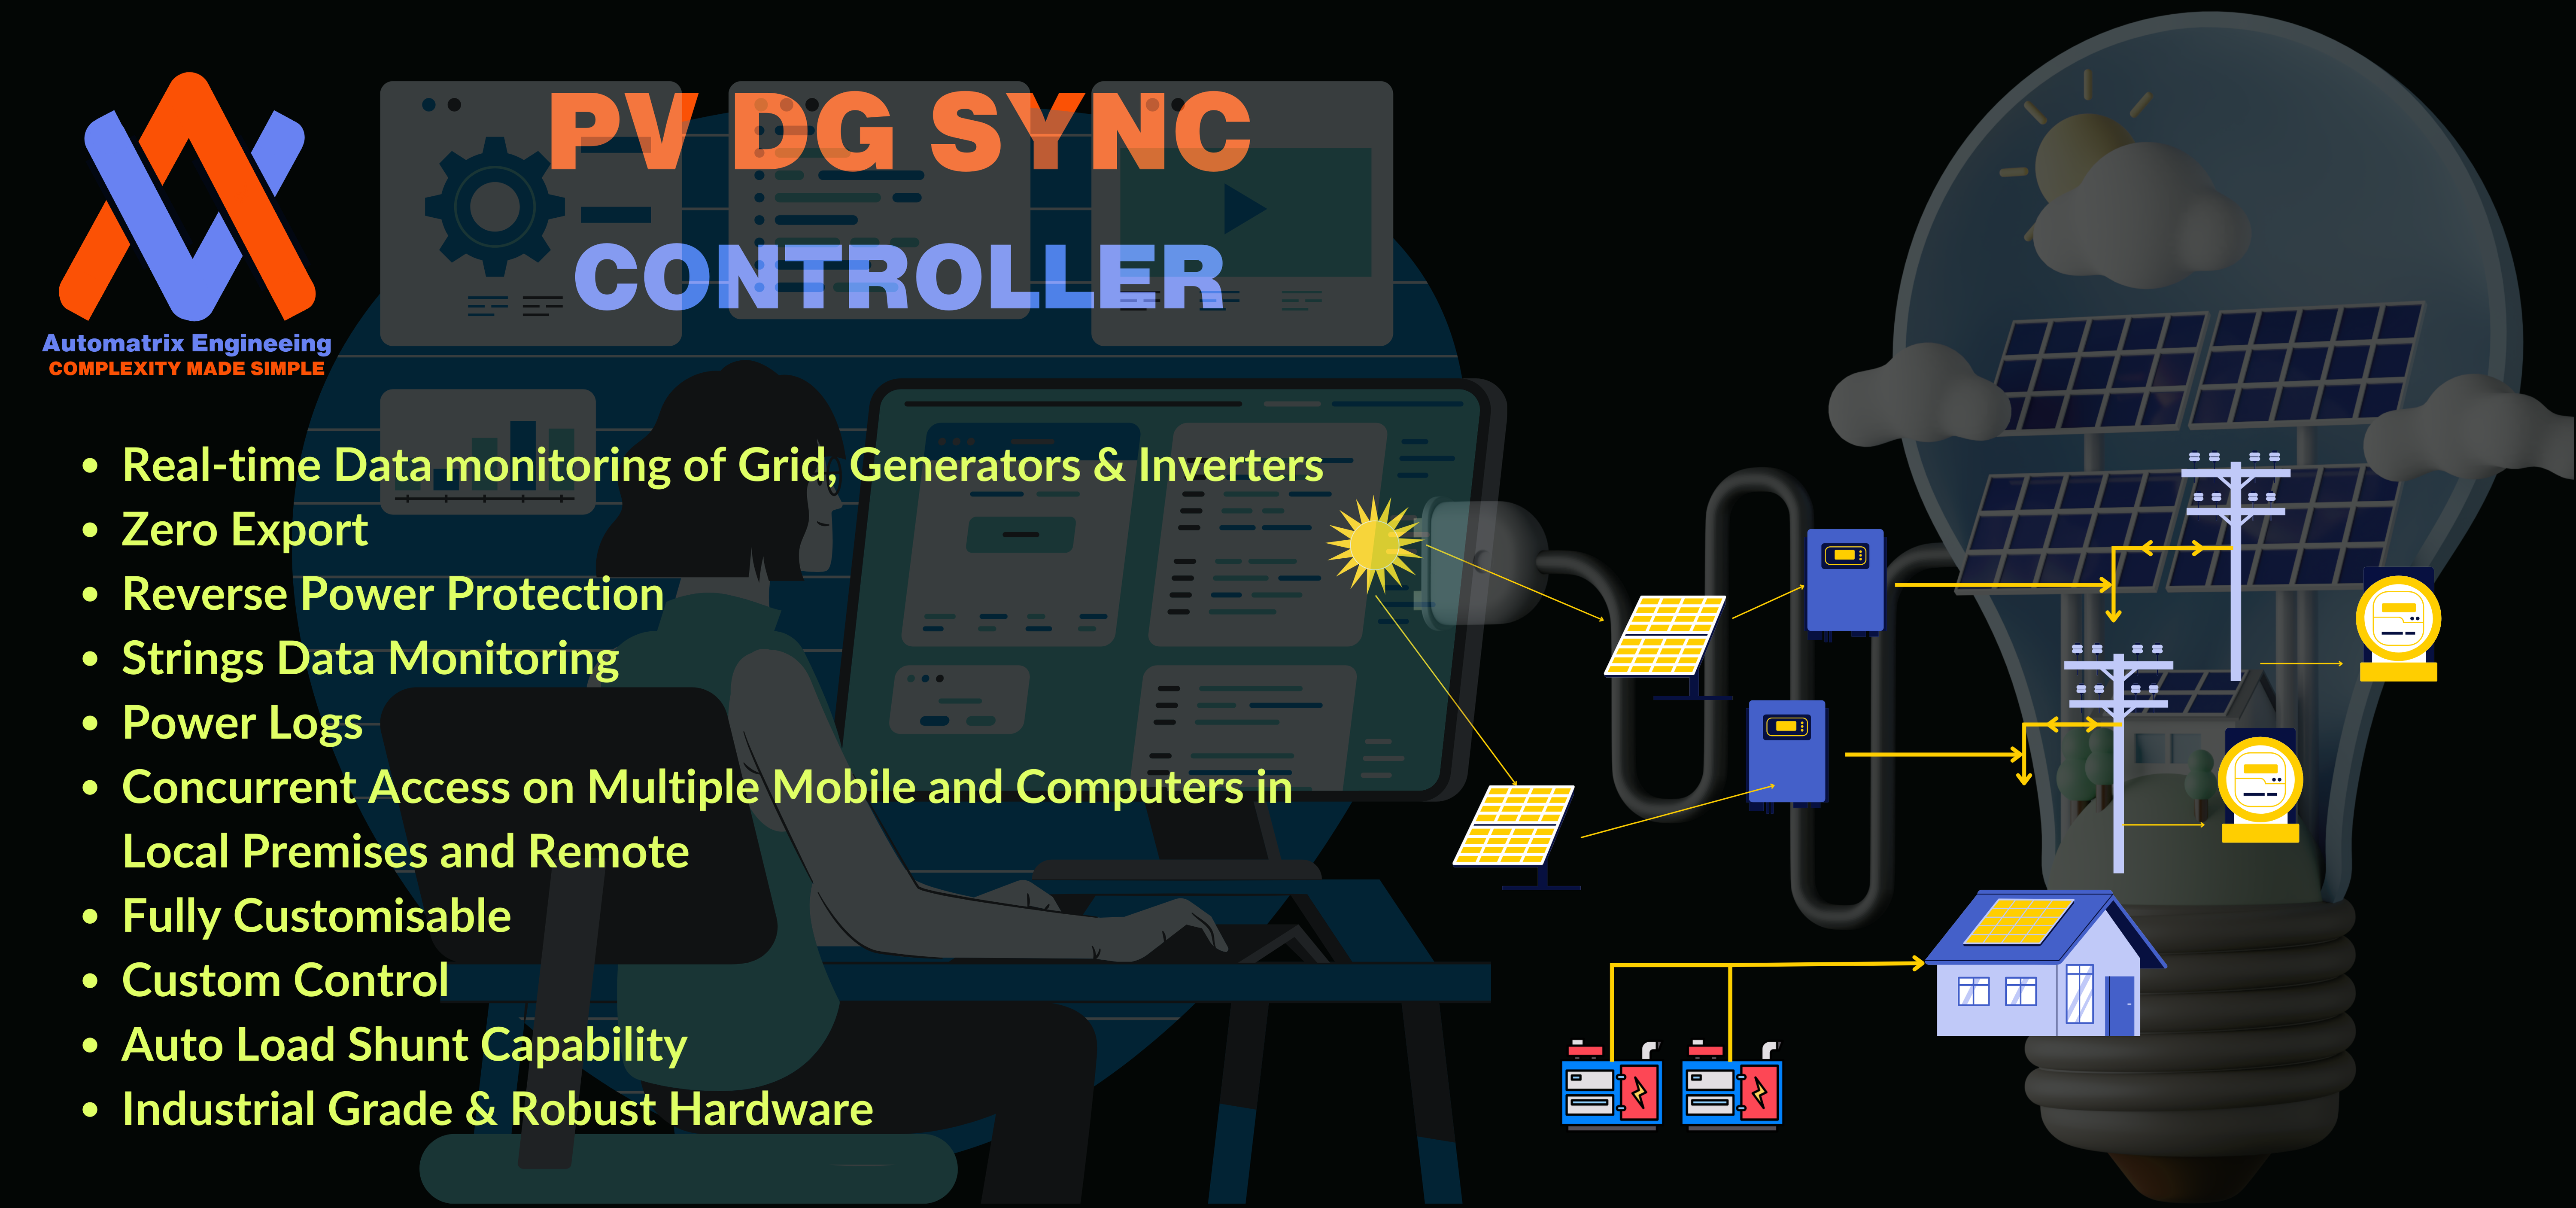 PV DG SYNC
CONTROLLER
Automatrix Engineeing
COMPLEXITY MADE SIMPLE
• Real-time Data monitoring of Grid, Generators & Inverters
• Zero Export
• Reverse Power Protection
• Strings Data Monitoring
• Power Logs
• Concurrent Access on Multiple Mobile and Computers in
Local Premises and Remote
• Fully Customisable
• Custom Control
• Auto Load Shunt Capability
• Industrial Grade & Robust Hardware